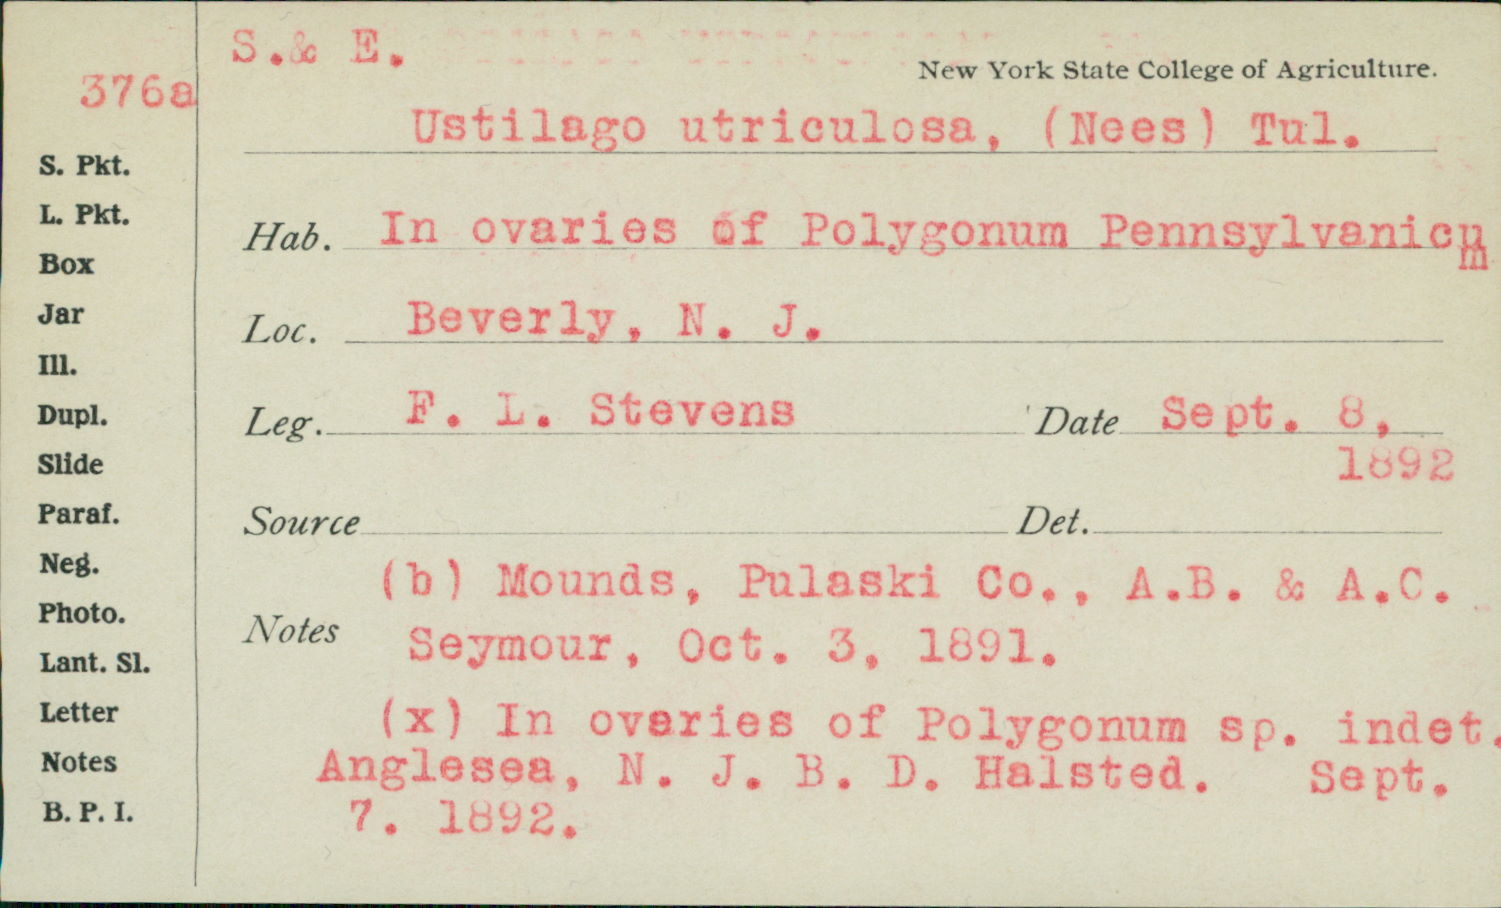 S.& E.
New York State College of Agriculture.
376a
Ustilago utriculosa, (Nees) Tul.
S. Pkt.
L. Pkt.
Hab. In ovaries of Polygonum Pennsylvanicum
Box
Jar
Loc. Beverly, N. J.
Ill.
Dupl.
Leg. F. L. Stevens Date Sept. 8,
1892
Slide
Paraf.
Source Det.
Neg.
(b) Mounds, Pulaski Co., A.B. & A.C.
Photo.
Notes Seymour, Oct. 3, 1891.
Lant. Sl.
Letter
(x) In ovaries of Polygonum sp. indet.
Notes
Anglesea, N. J. B. D. Halsted. Sept.
B. P. I.
7. 1892.